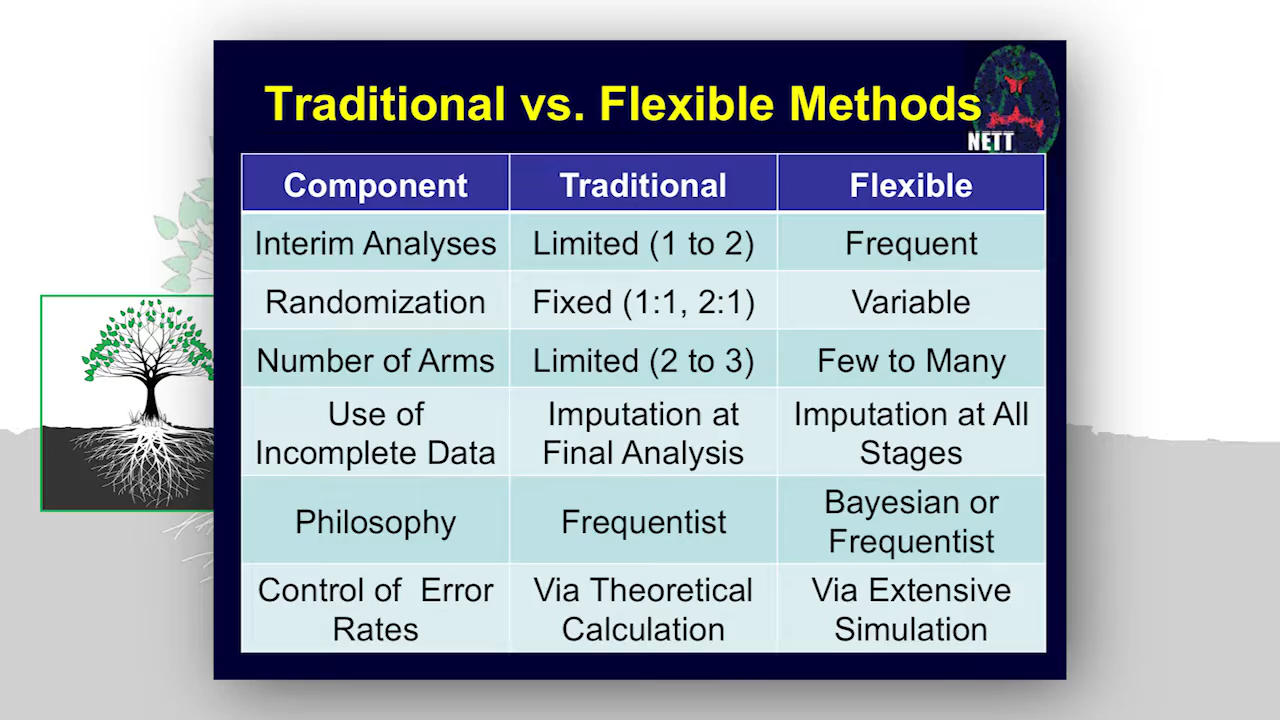 Traditional vs. Flexible Methods
NETT
Component Traditional Flexible
Interim Analyses Limited (1 to 2) Frequent
Randomization Fixed (1:1, 2:1) Variable
Number of Arms Limited (2 to 3) Few to Many
Use of
Incomplete Data
Imputation at
Final Analysis
Imputation at All
Stages
Philosophy
Frequentist
Bayesian or
Frequentist
Control of Error
Rates
Via Theoretical
Calculation
Via Extensive
Simulation